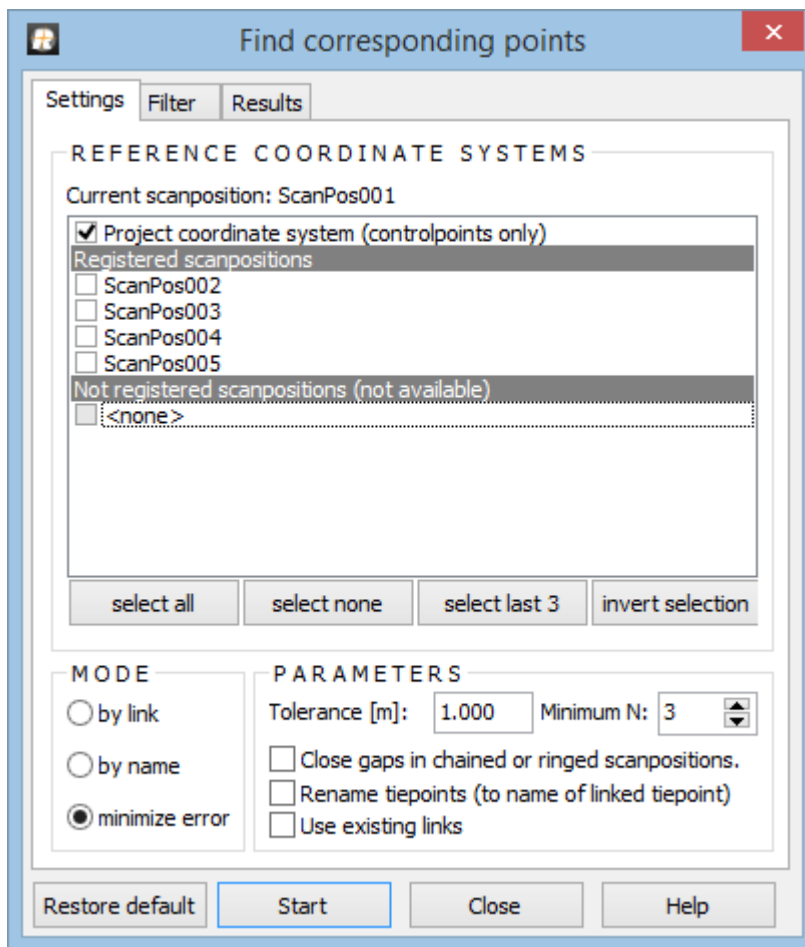 Find corresponding points
Settings Filter Results
REFERENCE COORDINATE SYSTEMS
Current scanposition: ScanPos001
Project coordinate system (controlpoints only)
Registered scanpositions
ScanPos002
ScanPos003
ScanPos004
ScanPos005
Not registered scanpositions (not available)
<none>
select all select none select last 3 invert selection
MODE
by link
by name
minimize error
PARAMETERS
Tolerance [m]: 1.000 Minimum N: 3
Close gaps in chained or ringed scanpositions.
Rename tiepoints (to name of linked tiepoint)
Use existing links
Restore default Start Close Help